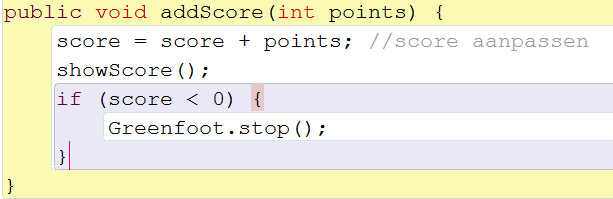 public void addScore(int points) {
score = score + points; //score aanpassen
showScore();
if (score < 0) {
Greenfoot.stop();
}
}